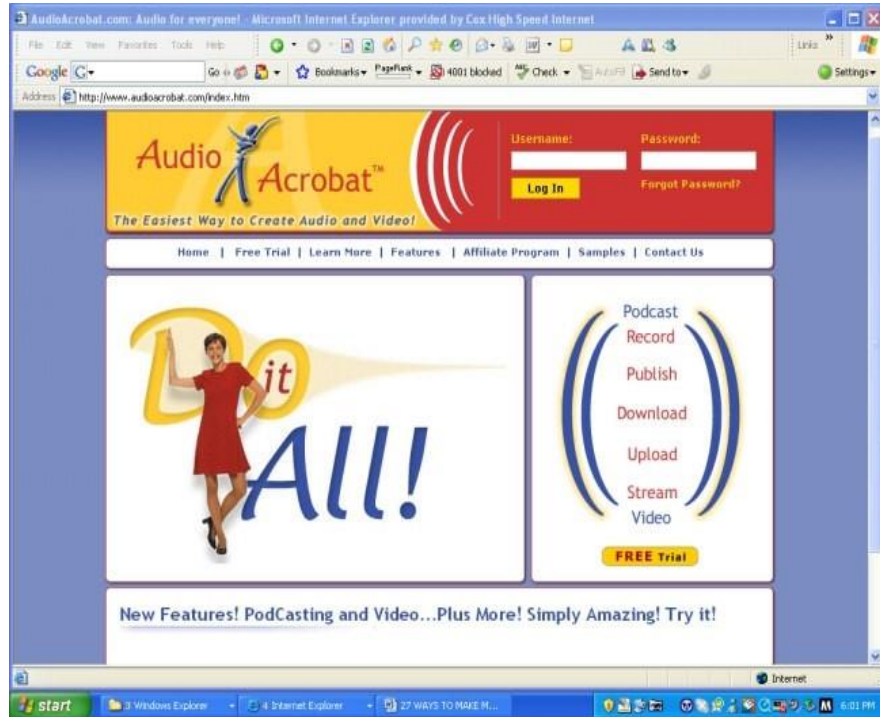 AudioAcrobat.com: Audio for everyone! - Microsoft Internet Explorer provided by Cox High Speed Internet
File Edit View Favorites Tools Help
Links
Google G Go Bookmarks PageRank 4001 blocked Check AutoFill Send to Settings
Address http://www.audioacrobat.com/index.htm
Audio
Acrobat™
The Easiest Way to Create Audio and Video!
Username: Password:
Log In Forgot Password?
Home | Free Trial | Learn More | Features | Affiliate Program | Samples | Contact Us
Do it
All!
Podcast
Record
Publish
Download
Upload
Stream
Video
FREE Trial
New Features! PodCasting and Video...Plus More! Simply Amazing! Try it!
Internet
start 3 Windows Explorer 4 Internet Explorer 27 WAYS TO MAKE M... 6:01 PM